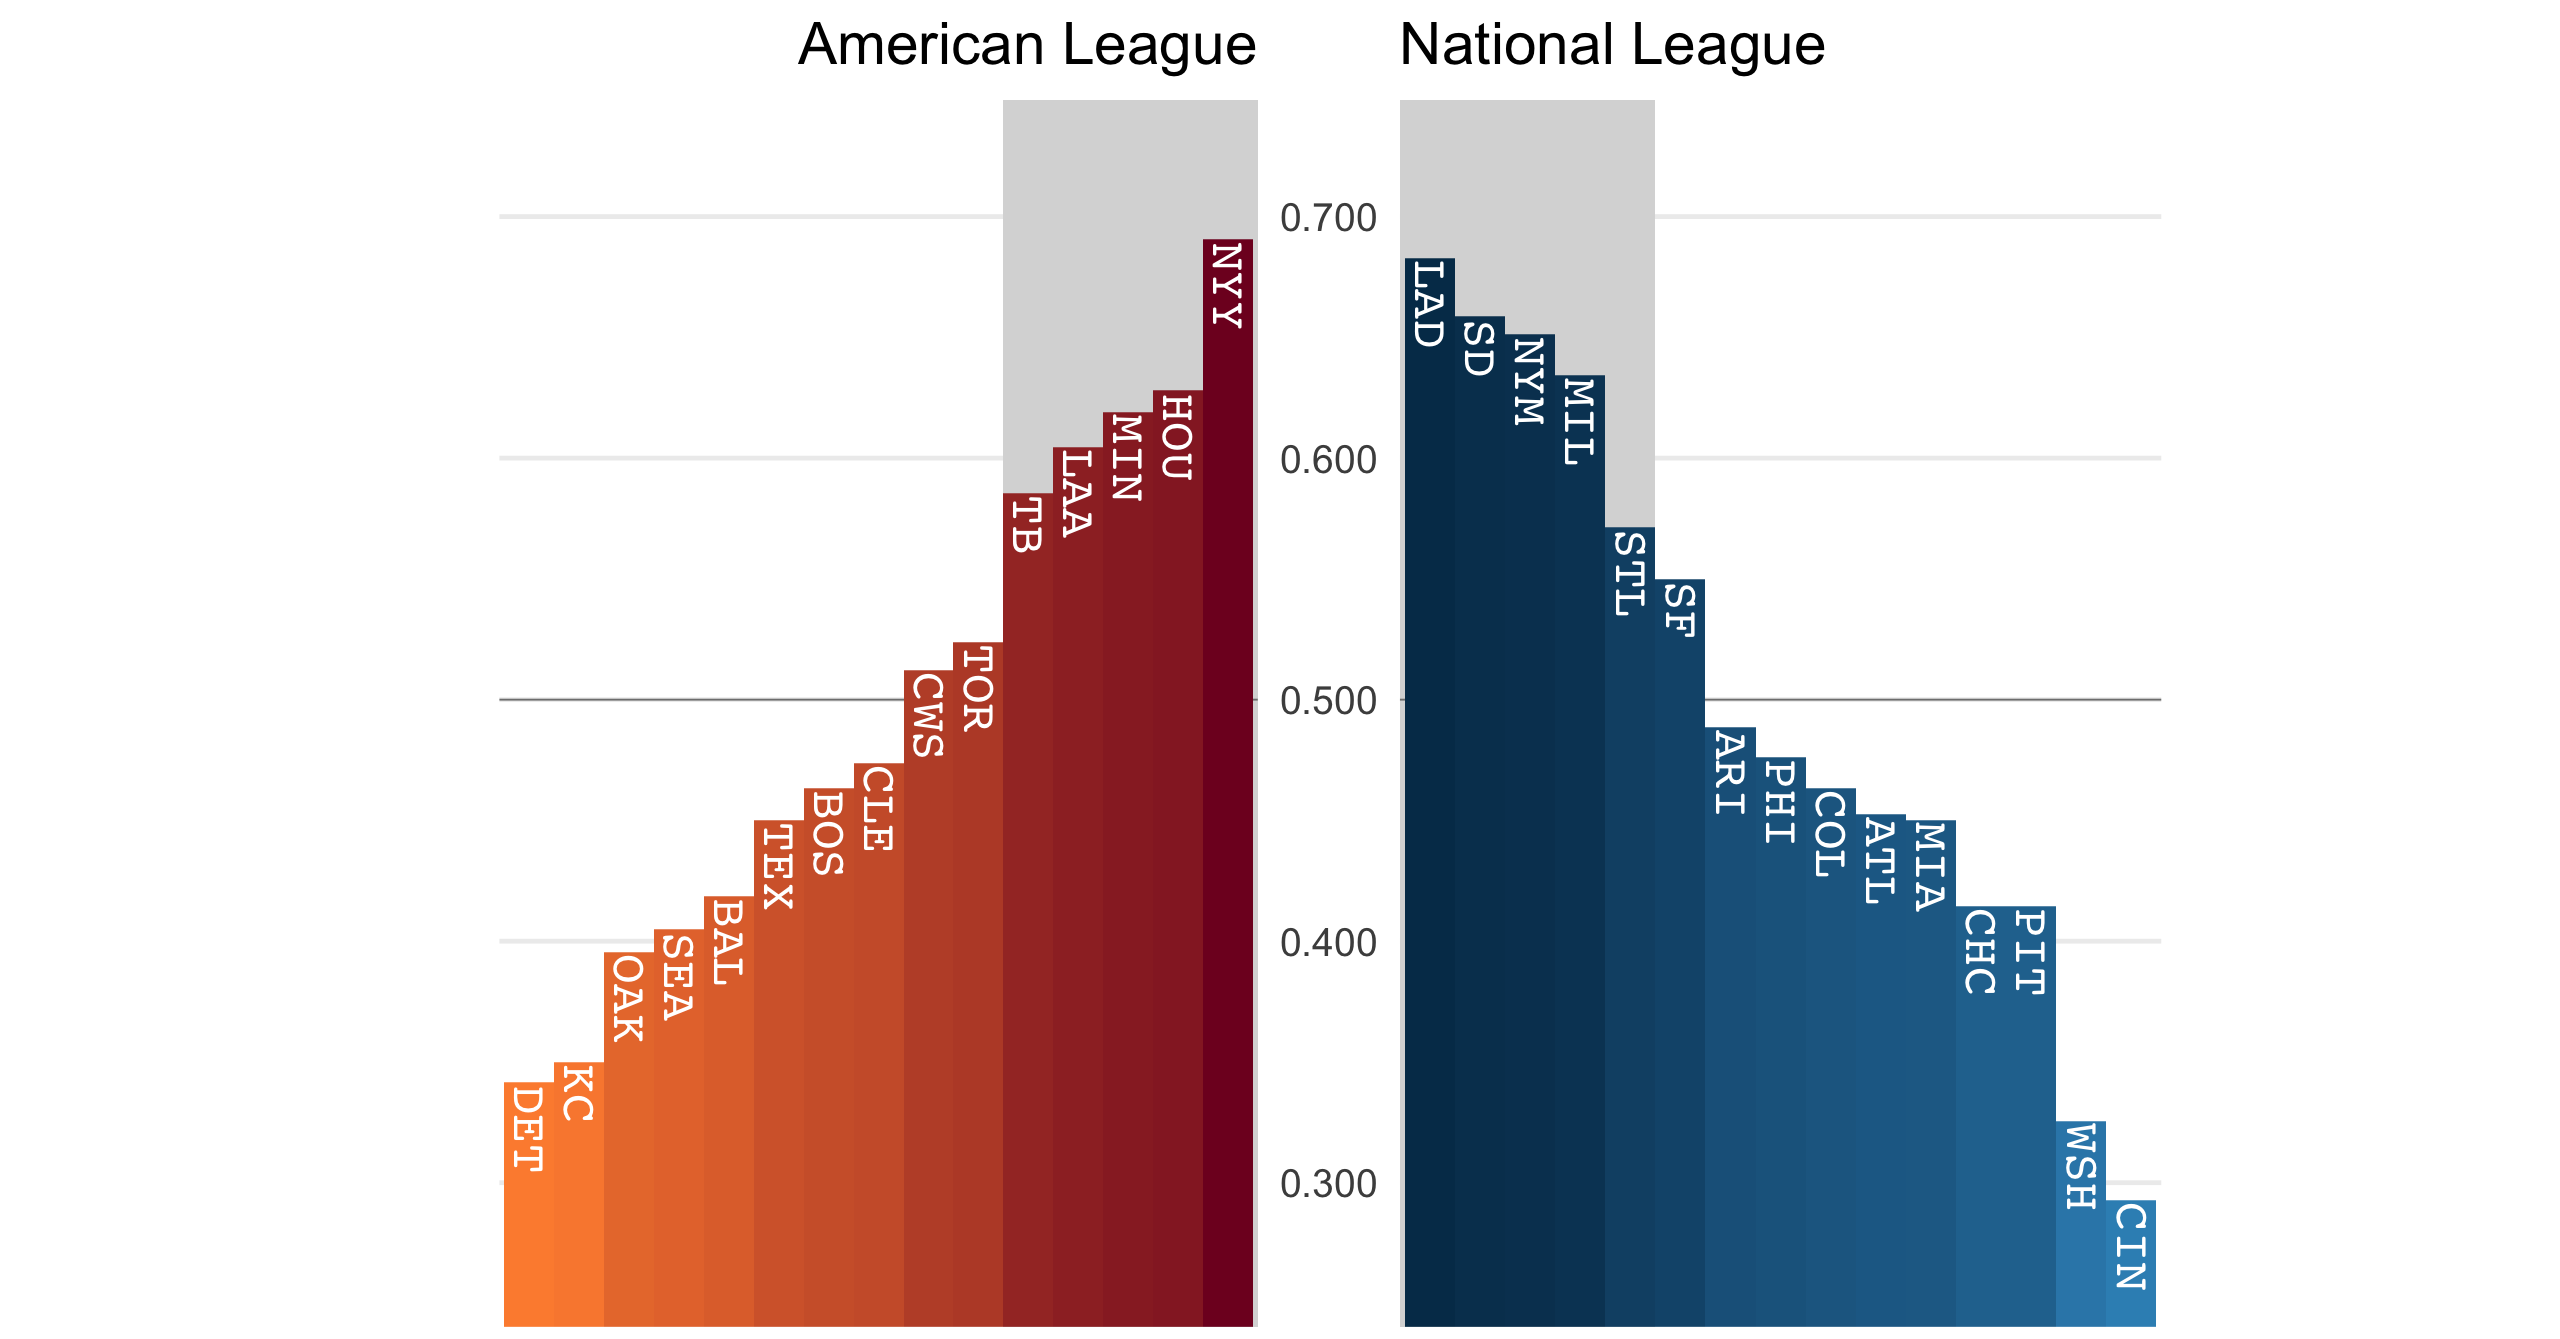 American League
National League
0.700
0.600
0.500
0.400
0.300
DET
KC
OAK
SEA
BAL
TEX
BOS
CLE
CWS
TOR
TB
LAA
MIN
HOU
NYY
LAD
SD
NYM
MIL
STL
SF
ARI
PHI
COL
ATL
MIA
CHC
PIT
WSH
CIN